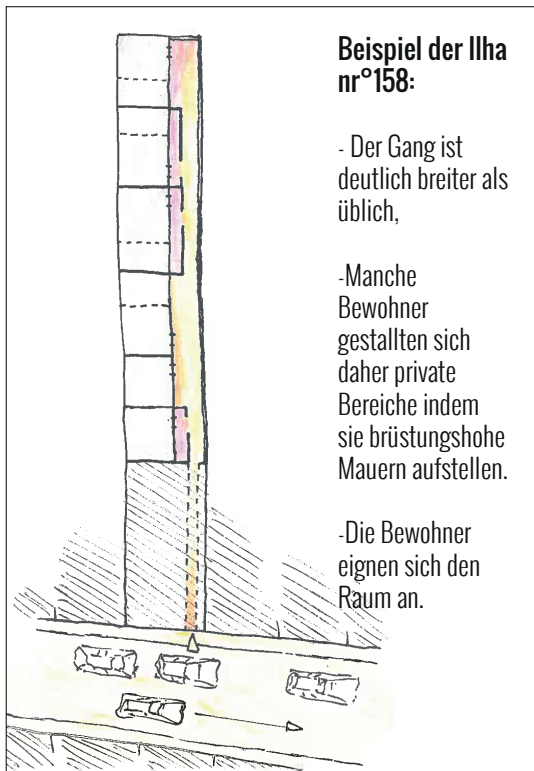 Beispiel der Ilha
nr°158:
- Der Gang ist
deutlich breiter als
üblich,
-Manche
Bewohner
gestallten sich
daher private
Bereiche indem
sie brüstungshohe
Mauern aufstellen.
-Die Bewohner
eignen sich den
Raum an.